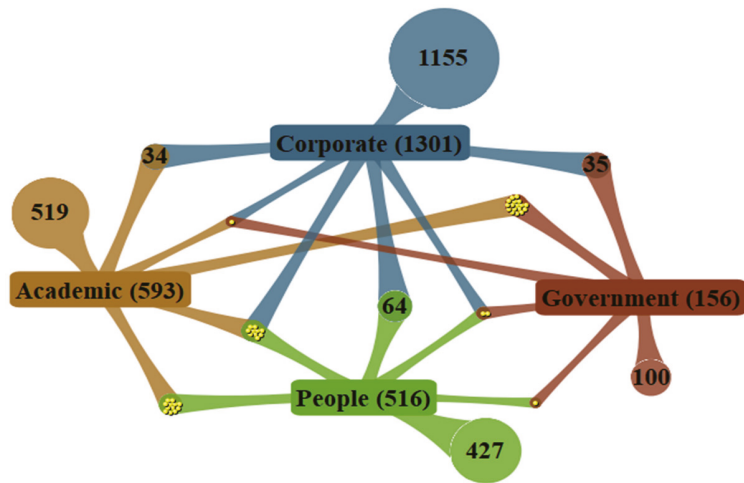 1155
Corporate (1301)
34
35
519
Academic (593)
Government (156)
64
100
People (516)
427